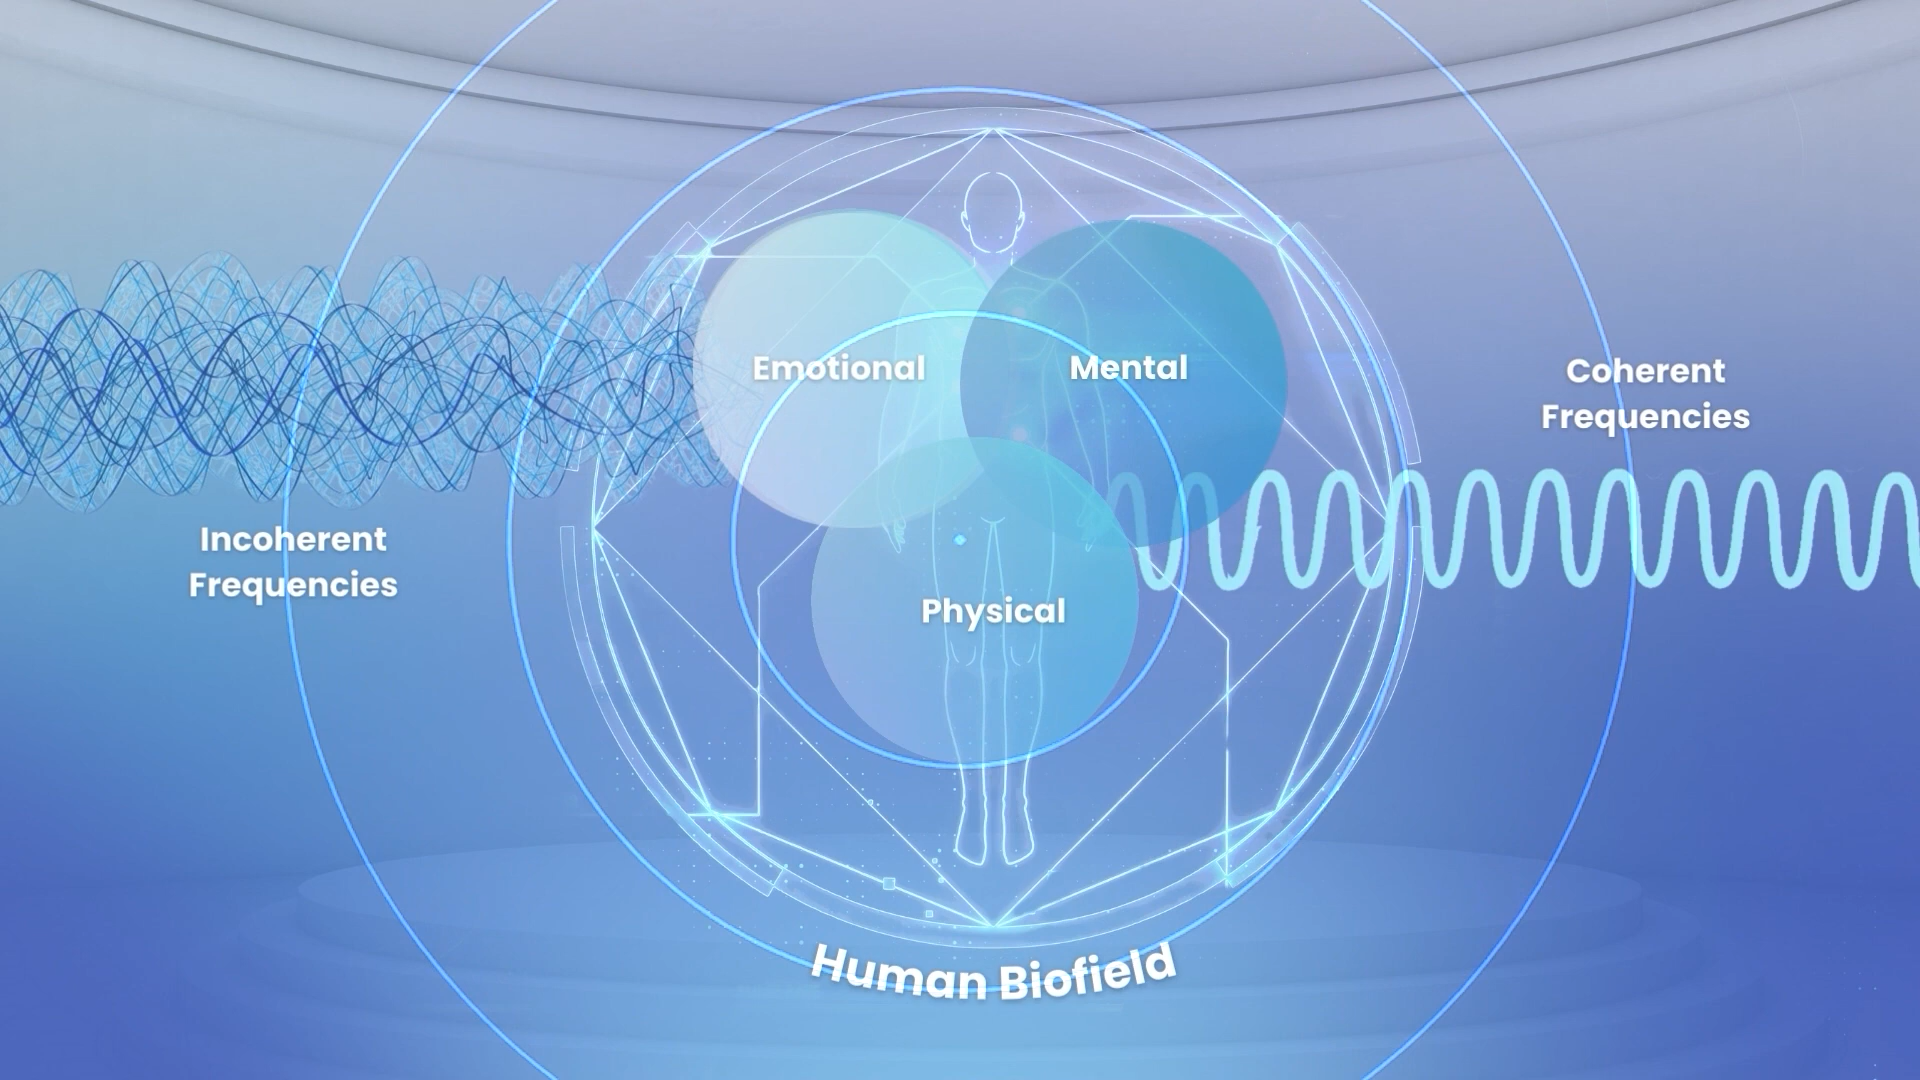 Emotional
Mental
Coherent
Frequencies
Incoherent
Frequencies
Physical
Human Biofield